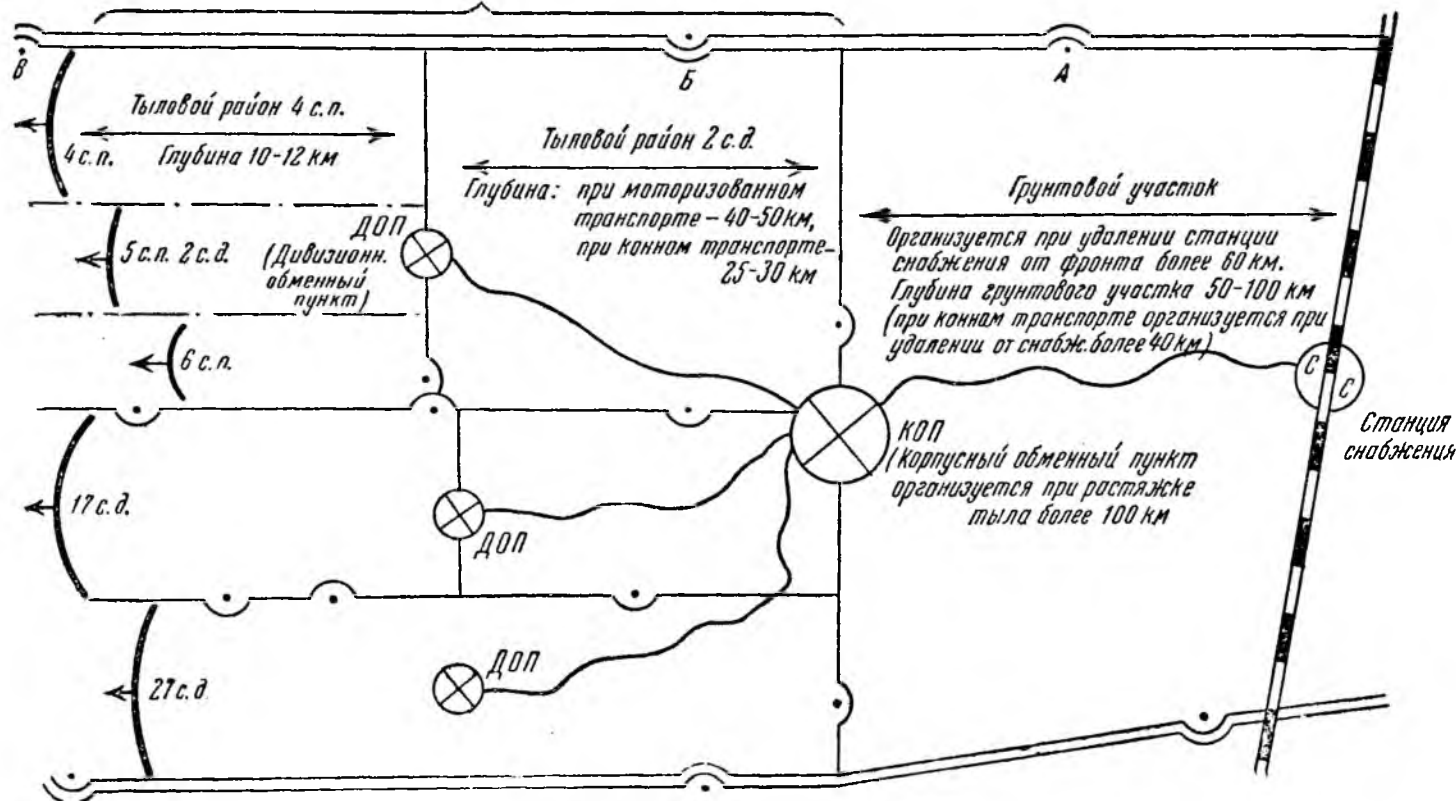 В
Б
А
Тыловой район 4 с.п.
Глубина 10-12 км
4 с.п.
Тыловой район 2 с.д.
Глубина: при моторизованном
транспорте - 40-50 км,
при конном транспорте-
25-30 км
Грунтовой участок
Организуется при удалении станции
снабжения от фронта более 60 км.
Глубина грунтового участка 50-100 км
(при конном транспорте организуется при
удалении от снабж. более 40 км)
ДОП
(Дивизионн.
обменный
пункт)
5 с.п. 2 с.д.
6 с.п.
С
С
Станция
снабжения
КОП
(Корпусный обменный пункт
организуется при растяжке
тыла более 100 км
17 с.д.
ДОП
27 с.д.
ДОП